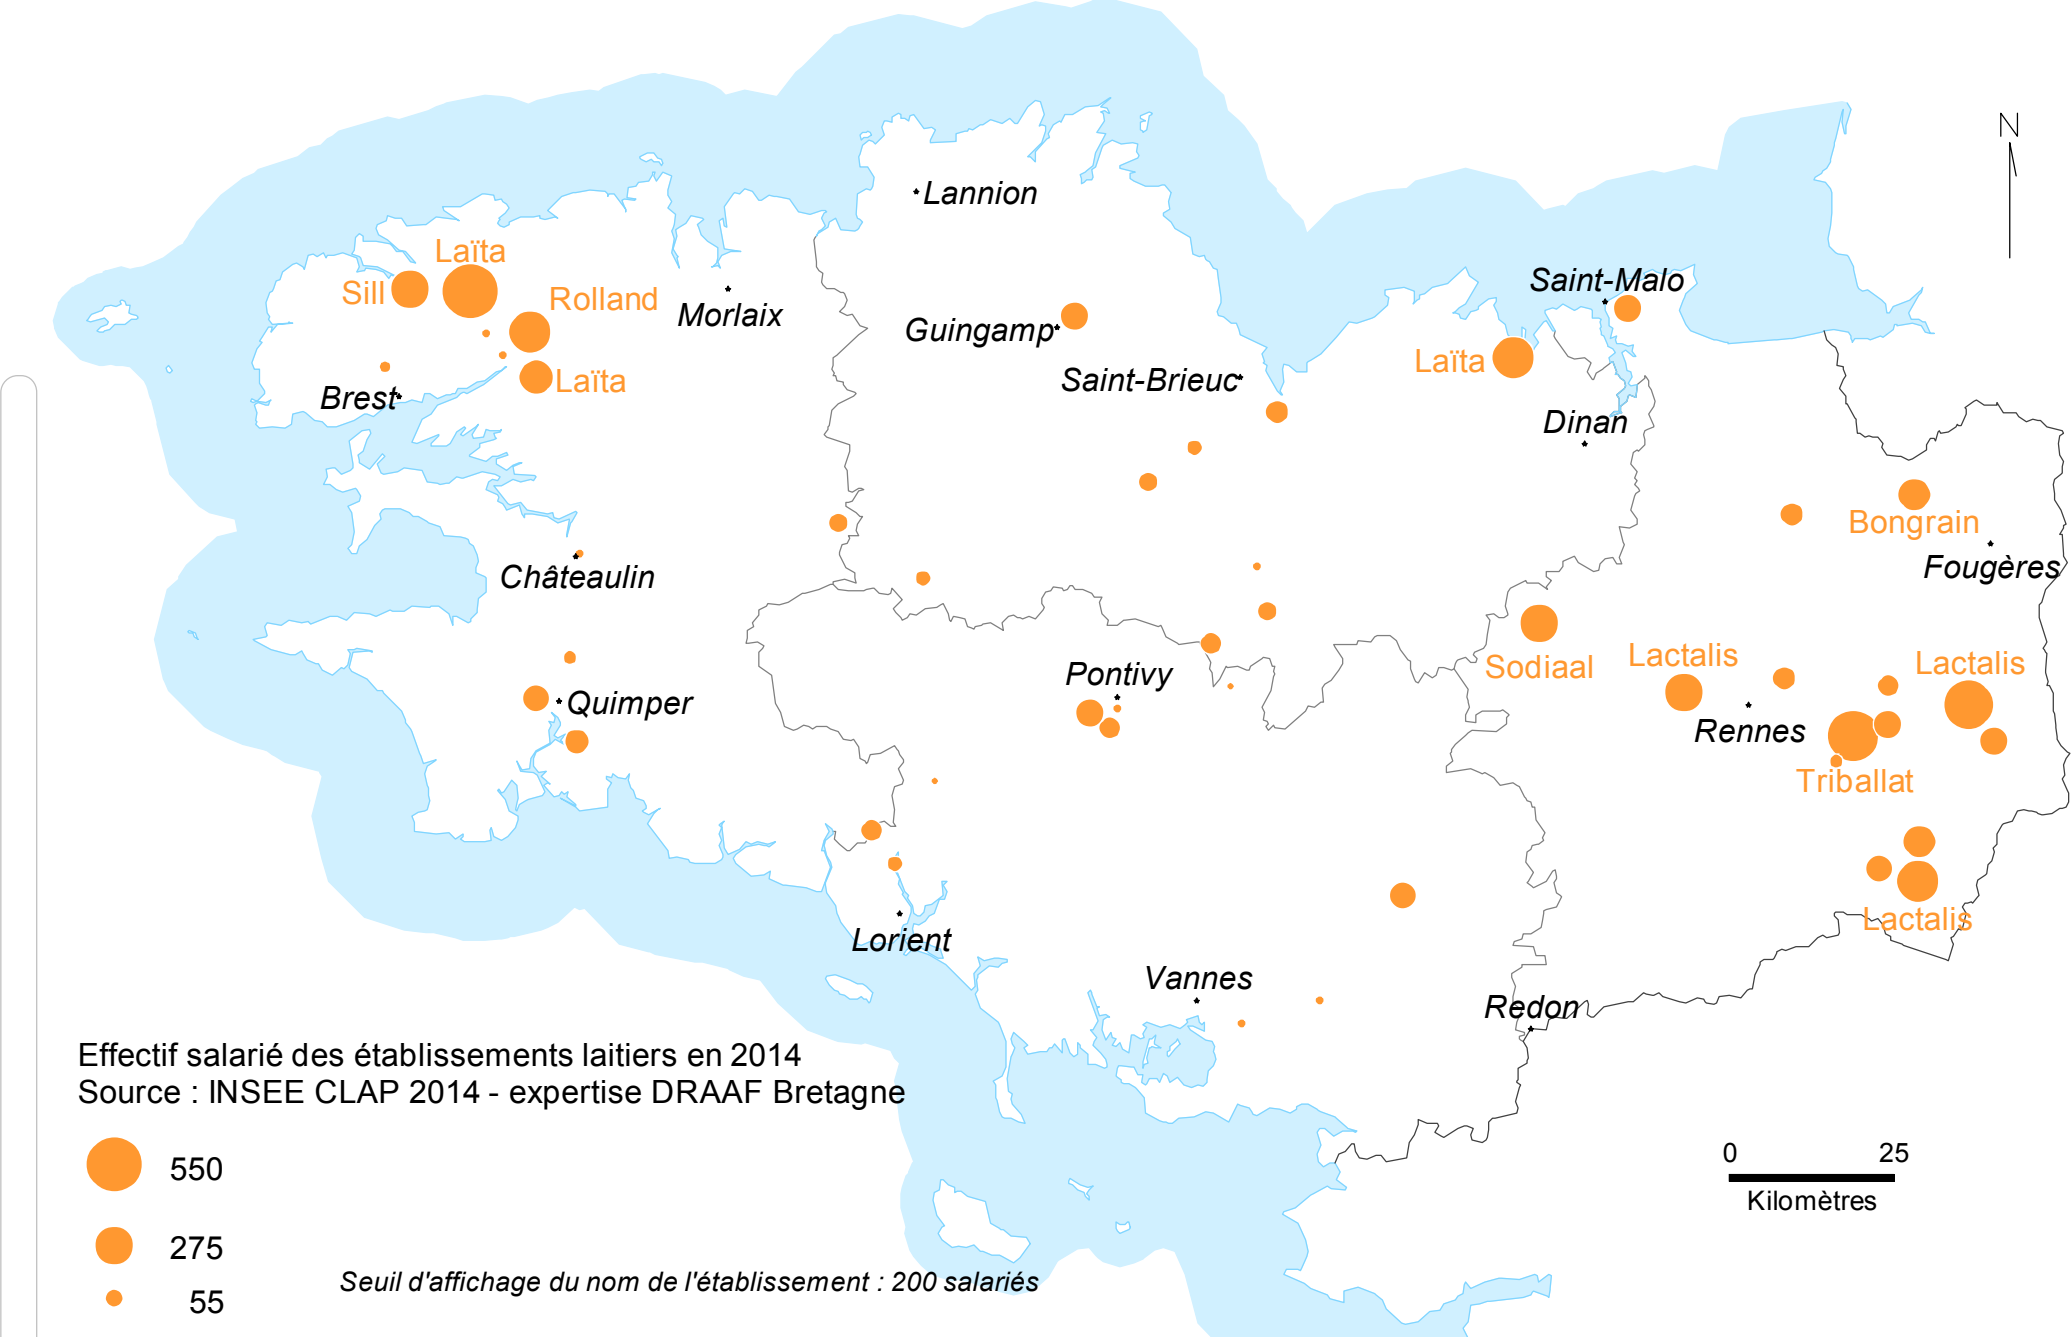 N
Lannion
Laïta
Saint-Malo
Sill
Rolland
Morlaix
Guingamp
Laïta
Saint-Brieuc
Laïta
Brest
Dinan
Bongrain
Châteaulin
Fougères
Sodiaal
Lactalis
Lactalis
Pontivy
Quimper
Rennes
Triballat
Lactalis
Lorient
Vannes
Redon
Effectif salarié des établissements laitiers en 2014
Source : INSEE CLAP 2014 - expertise DRAAF Bretagne
550
275
55
Seuil d'affichage du nom de l'établissement : 200 salariés
0 25
Kilomètres